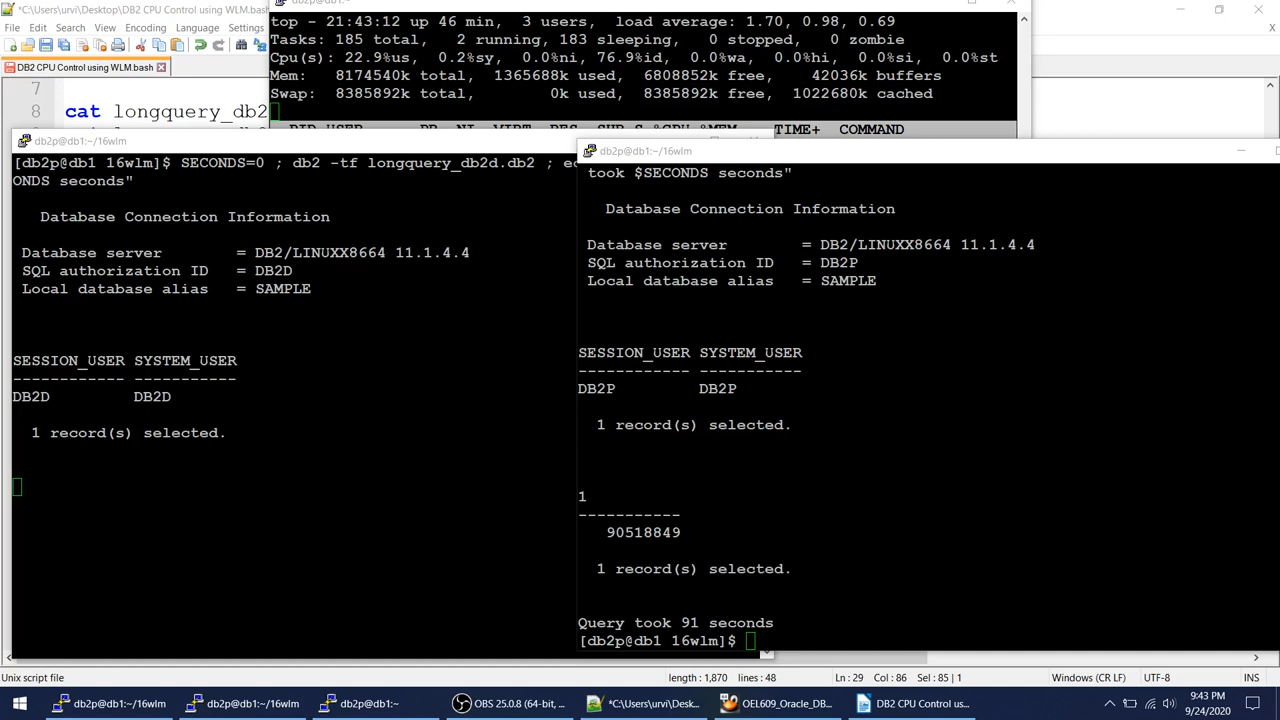 *C:\Users\urvi\Desktop\DB2 CPU Control using WLM.bash
File Edit Search View Encoding Language Settings
DB2 CPU Control using WLM.bash
7
8 cat longquery_db2
top - 21:43:12 up 46 min, 3 users, load average: 1.70, 0.98, 0.69
Tasks: 185 total, 2 running, 183 sleeping, 0 stopped, 0 zombie
Cpu(s): 22.9%us, 0.2%sy, 0.0%ni, 76.9%id, 0.0%wa, 0.0%hi, 0.0%si, 0.0%st
Mem: 8174540k total, 1365688k used, 6808852k free, 42036k buffers
Swap: 8385892k total, 0k used, 8385892k free, 1022680k cached
PID USER PR NI VIRT RES SHR S %CPU %MEM TIME+ COMMAND
db2p@db1:~/16wlm
[db2p@db1 16wlm]$ SECONDS=0 ; db2 -tf longquery_db2d.db2 ; ec
ONDS seconds"
Database Connection Information
Database server = DB2/LINUXX8664 11.1.4.4
SQL authorization ID = DB2D
Local database alias = SAMPLE
SESSION_USER SYSTEM_USER
------------ -----------
DB2D DB2D
1 record(s) selected.
db2p@db1:~/16wlm
took $SECONDS seconds"
Database Connection Information
Database server = DB2/LINUXX8664 11.1.4.4
SQL authorization ID = DB2P
Local database alias = SAMPLE
SESSION_USER SYSTEM_USER
------------ -----------
DB2P DB2P
1 record(s) selected.
1
-----------
90518849
1 record(s) selected.
Query took 91 seconds
[db2p@db1 16wlm]$
Unix script file length : 1,870 lines : 48 Ln : 29 Col : 86 Sel : 85 | 1 Windows (CR LF) UTF-8 INS
db2p@db1:~/16wlm db2p@db1:~/16wlm db2p@db1:~ OBS 25.0.8 (64-bit, ... *C:\Users\urvi\Desk... OEL609_Oracle_DB... DB2 CPU Control us... 9:43 PM
9/24/2020